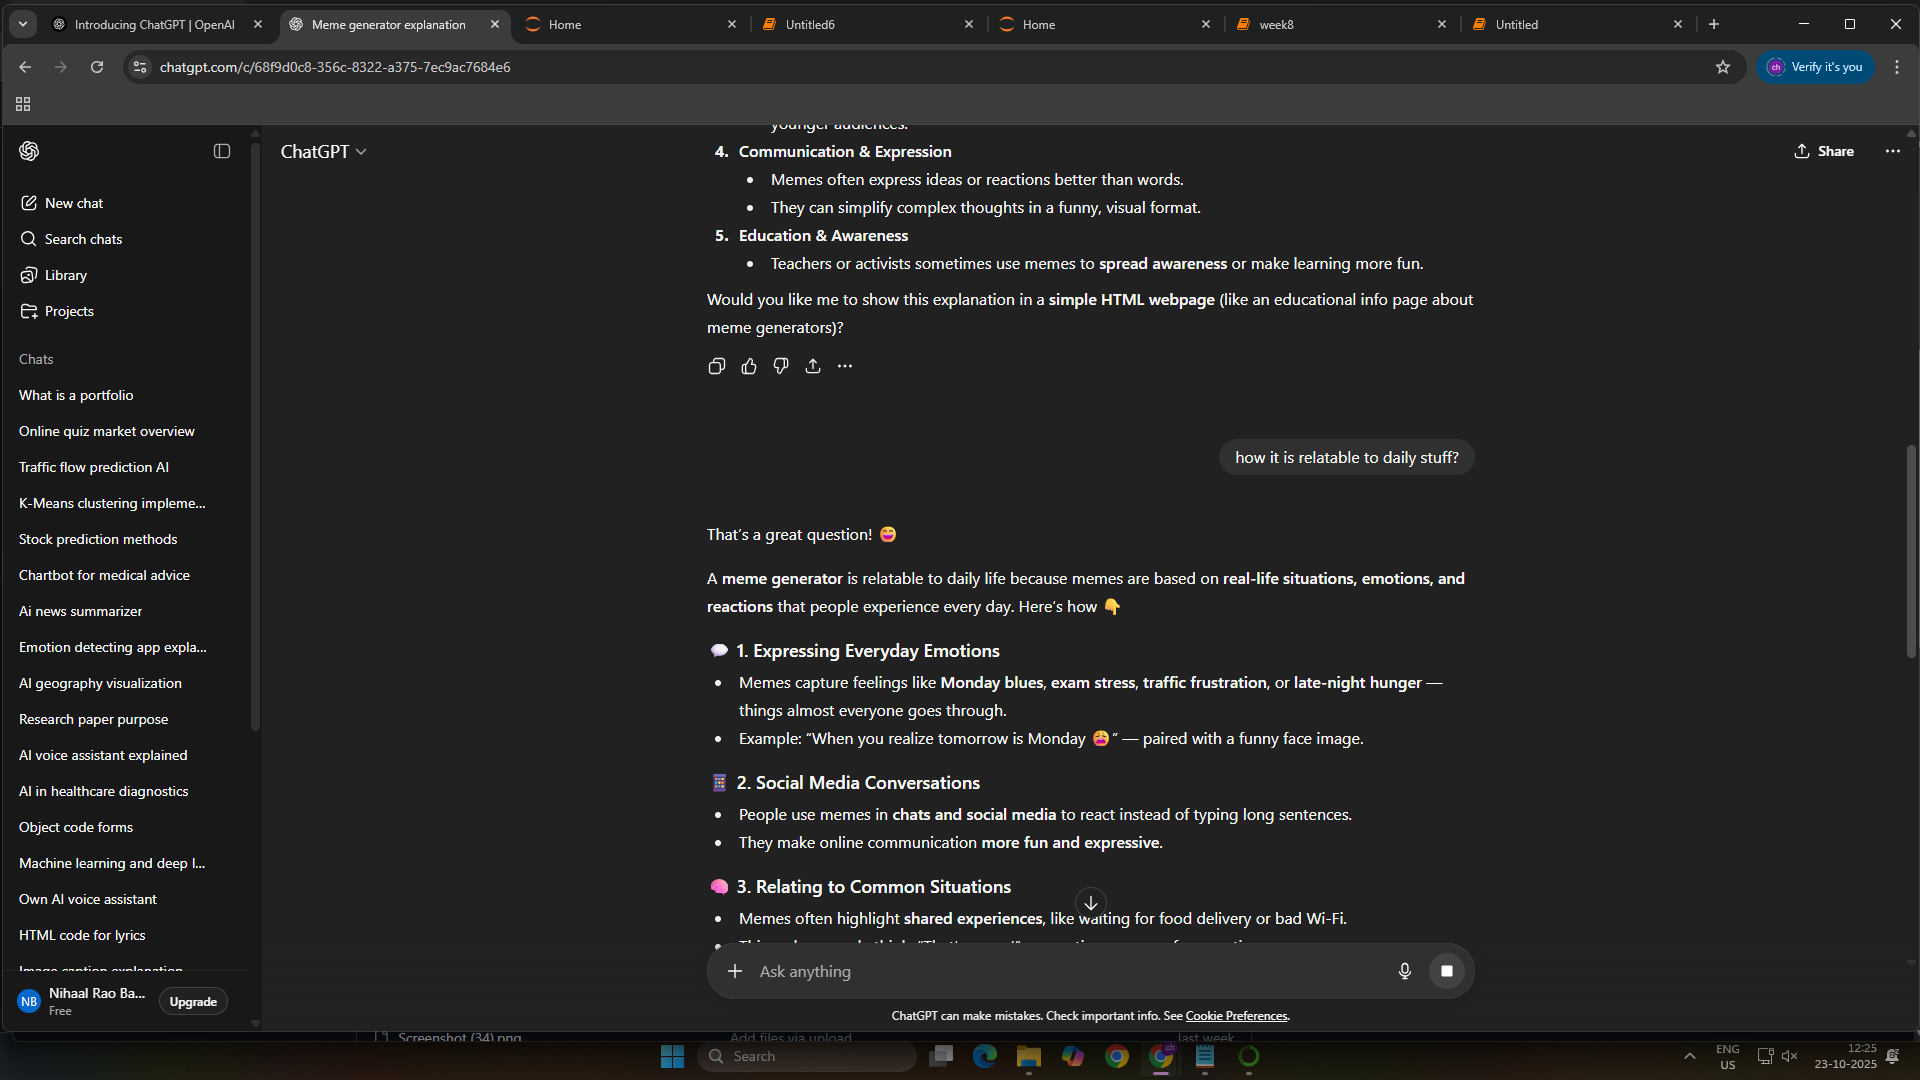 Introducing ChatGPT | OpenAI
Meme generator explanation
Home
Untitled6
Home
week8
Untitled
chatgpt.com/c/68f9d0c8-356c-8322-a375-7ec9ac7684e6
ch
Verify it's you
ChatGPT
Share
New chat
Search chats
Library
Projects
Chats
What is a portfolio
Online quiz market overview
Traffic flow prediction AI
K-Means clustering impleme...
Stock prediction methods
Chartbot for medical advice
Ai news summarizer
Emotion detecting app expla...
AI geography visualization
Research paper purpose
AI voice assistant explained
AI in healthcare diagnostics
Object code forms
Machine learning and deep l...
Own AI voice assistant
HTML code for lyrics
Image caption explanation
NB
Nihaal Rao Ba...
Free
Upgrade
younger audiences.
4. Communication & Expression
• Memes often express ideas or reactions better than words.
• They can simplify complex thoughts in a funny, visual format.
5. Education & Awareness
• Teachers or activists sometimes use memes to spread awareness or make learning more fun.
Would you like me to show this explanation in a simple HTML webpage (like an educational info page about
meme generators)?
how it is relatable to daily stuff?
That's a great question! 😄
A meme generator is relatable to daily life because memes are based on real-life situations, emotions, and
reactions that people experience every day. Here's how 👇
💬 1. Expressing Everyday Emotions
• Memes capture feelings like Monday blues, exam stress, traffic frustration, or late-night hunger —
things almost everyone goes through.
• Example: “When you realize tomorrow is Monday 😩” — paired with a funny face image.
📱 2. Social Media Conversations
• People use memes in chats and social media to react instead of typing long sentences.
• They make online communication more fun and expressive.
🧠 3. Relating to Common Situations
• Memes often highlight shared experiences, like waiting for food delivery or bad Wi-Fi.
Ask anything
ChatGPT can make mistakes. Check important info. See Cookie Preferences.
Screenshot (34).png
Add files via upload
last week
Search
ch
ENG
US
12:25
23-10-2025